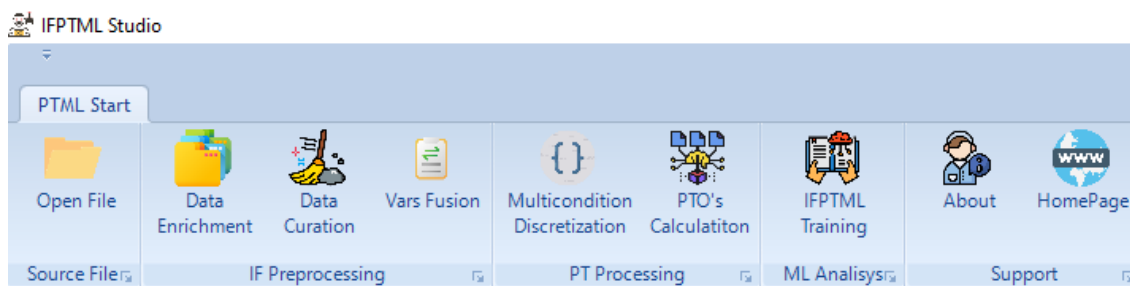 IFPTML Studio
PTML Start
Open File
Data
Enrichment
Data
Curation
Vars Fusion
Multicondition
Discretization
PTO's
Calculatiton
IFPTML
Training
About
www
HomePage
Source File
IF Preprocessing
PT Processing
ML Analisys
Support